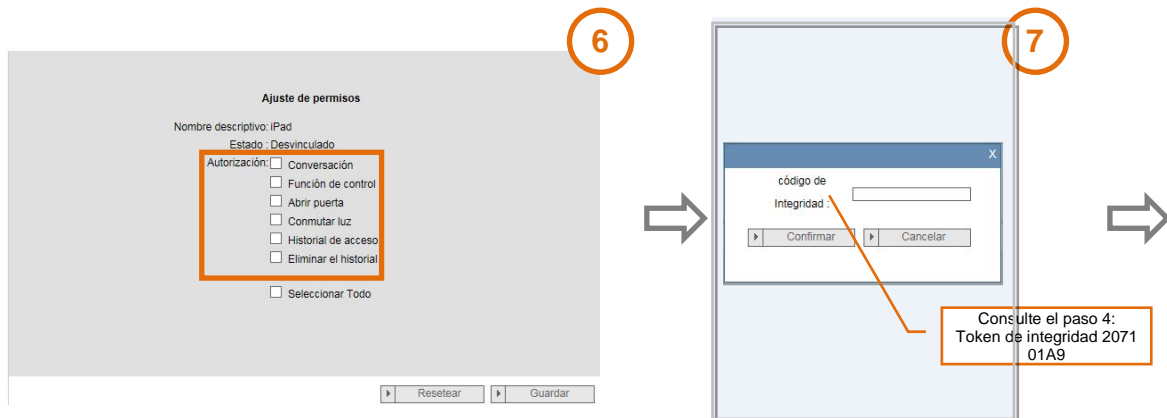 6
Ajuste de permisos
Nombre descriptivo: iPad
Estado : Desvinculado
Autorización: Conversación
Función de control
Abrir puerta
Conmutar luz
Historial de acceso
Eliminar el historial
Seleccionar Todo
Resetear Guardar
7
X
código de
Integridad :
Confirmar Cancelar
Consulte el paso 4:
Token de integridad 2071
01A9